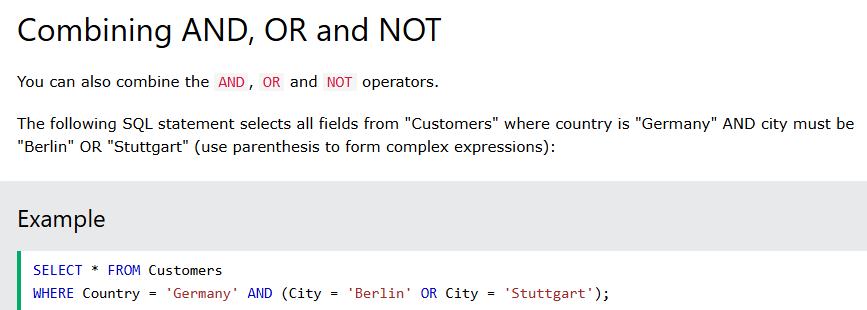 Combining AND, OR and NOT
You can also combine the AND, OR and NOT operators.
The following SQL statement selects all fields from "Customers" where country is "Germany" AND city must be
"Berlin" OR "Stuttgart" (use parenthesis to form complex expressions):
Example
SELECT * FROM Customers
WHERE Country = 'Germany' AND (City = 'Berlin' OR City = 'Stuttgart');